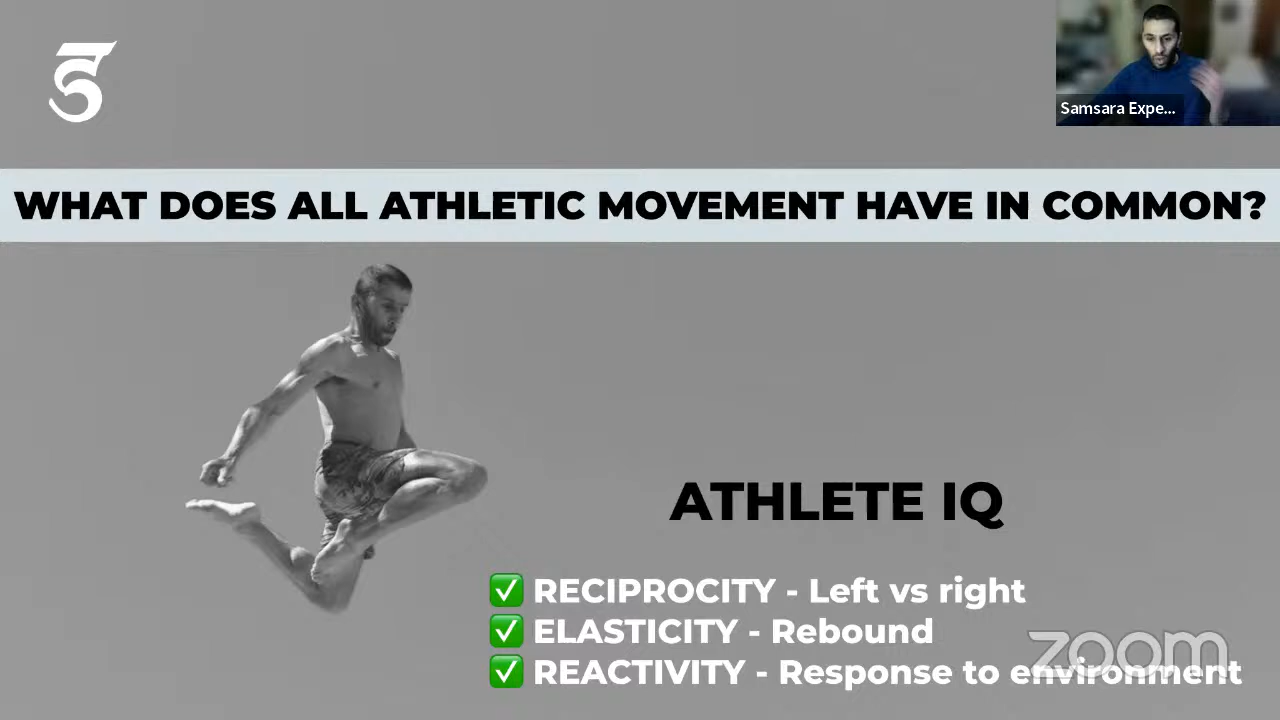 Samsara Expe...
WHAT DOES ALL ATHLETIC MOVEMENT HAVE IN COMMON?
ATHLETE IQ
✅ RECIPROCITY - Left vs right
✅ ELASTICITY - Rebound
✅ REACTIVITY - Response to environment
zoom